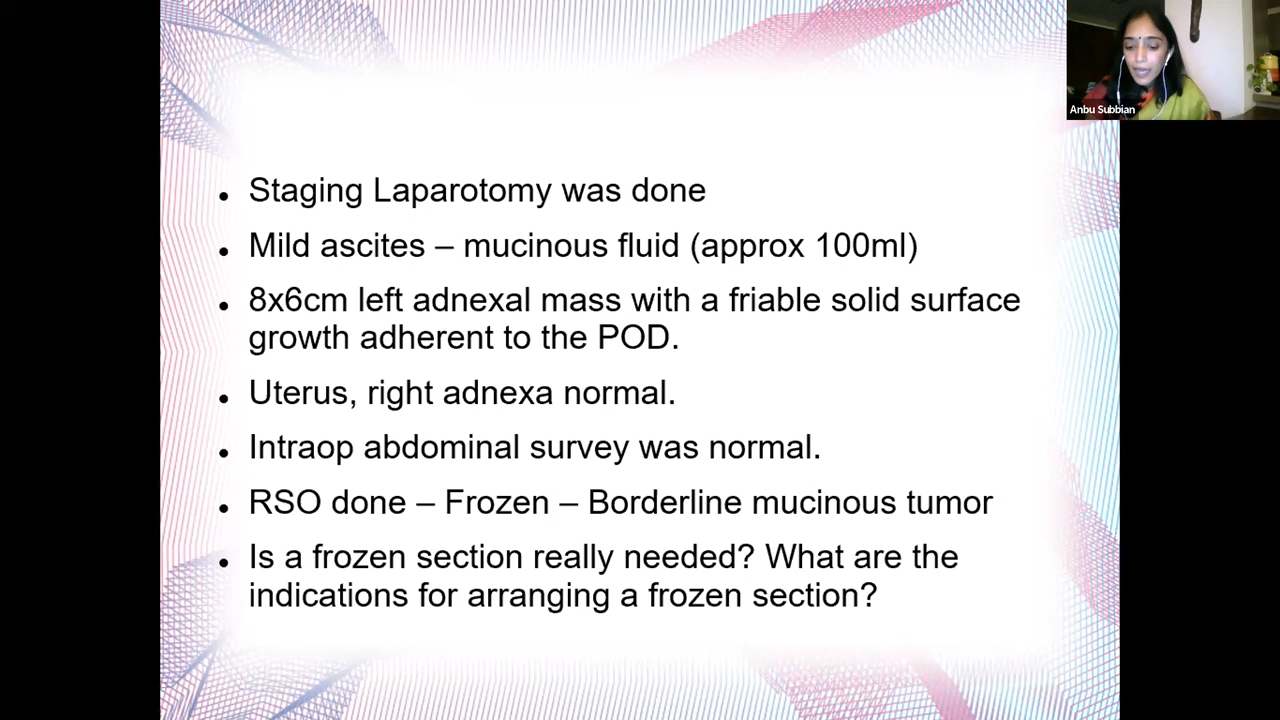 Anbu Subbian
• Staging Laparotomy was done
• Mild ascites – mucinous fluid (approx 100ml)
• 8x6cm left adnexal mass with a friable solid surface
growth adherent to the POD.
• Uterus, right adnexa normal.
• Intraop abdominal survey was normal.
• RSO done – Frozen – Borderline mucinous tumor
• Is a frozen section really needed? What are the
indications for arranging a frozen section?